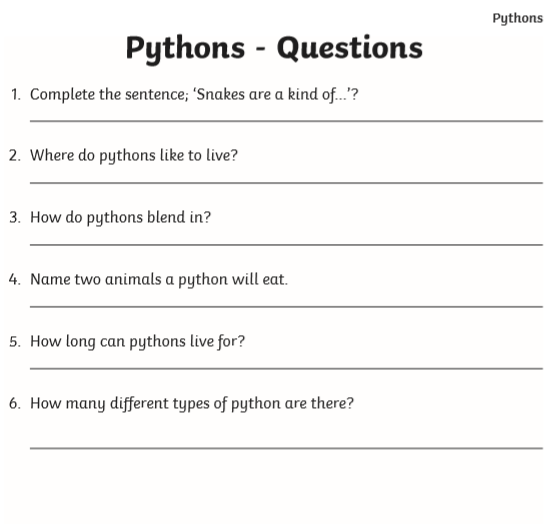 Pythons
Pythons - Questions
1. Complete the sentence; ‘Snakes are a kind of...’?
2. Where do pythons like to live?
3. How do pythons blend in?
4. Name two animals a python will eat.
5. How long can pythons live for?
6. How many different types of python are there?